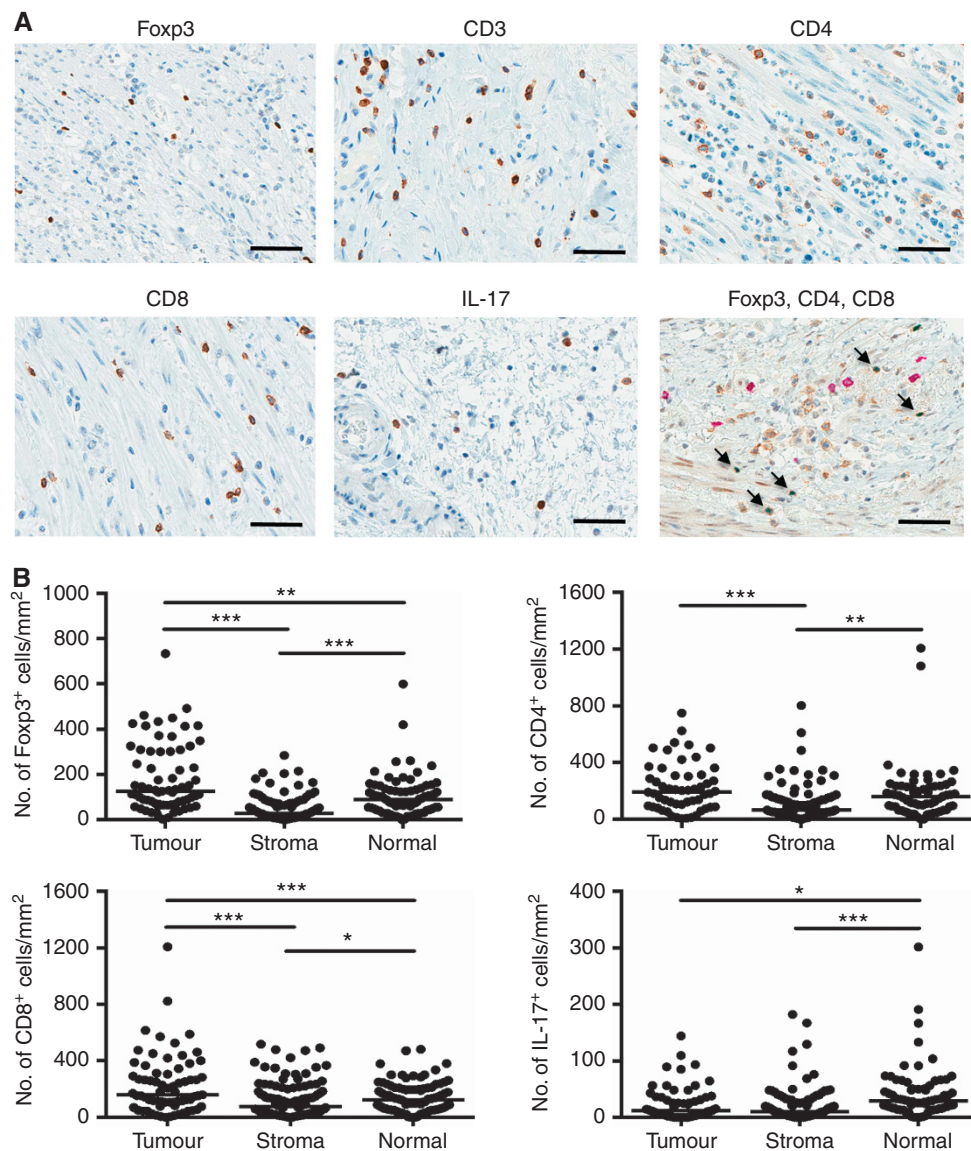 A
Foxp3 CD3 CD4
CD8 IL-17 Foxp3, CD4, CD8
B
No. of Foxp3⁺ cells/mm²
1000
800
600
400
200
0
**
***
***
Tumour Stroma Normal
No. of CD4⁺ cells/mm²
1600
1200
800
400
0
***
**
Tumour Stroma Normal
No. of CD8⁺ cells/mm²
1600
1200
800
400
0
***
***
*
Tumour Stroma Normal
No. of IL-17⁺ cells/mm²
400
300
200
100
0
*
***
Tumour Stroma Normal